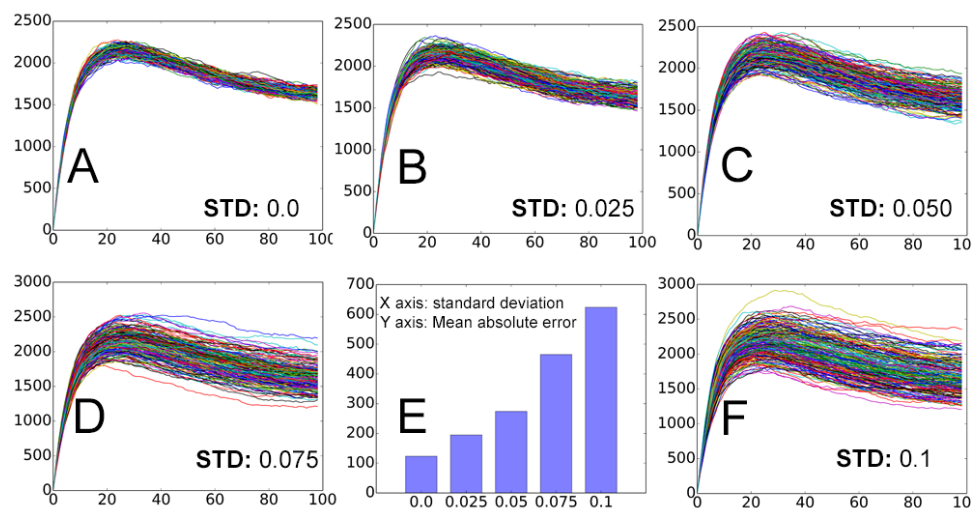 2500
2000
1500
1000
500
0
0 20 40 60 80 100
A
STD: 0.0
2500
2000
1500
1000
500
0
0 20 40 60 80 100
B
STD: 0.025
2500
2000
1500
1000
500
0
0 20 40 60 80 100
C
STD: 0.050
3000
2500
2000
1500
1000
500
0
0 20 40 60 80 100
D
STD: 0.075
700
600
500
400
300
200
100
0
0.0 0.025 0.05 0.075 0.1
X axis: standard deviation
Y axis: Mean absolute error
E
3000
2500
2000
1500
1000
500
0
0 20 40 60 80 10
F
STD: 0.1